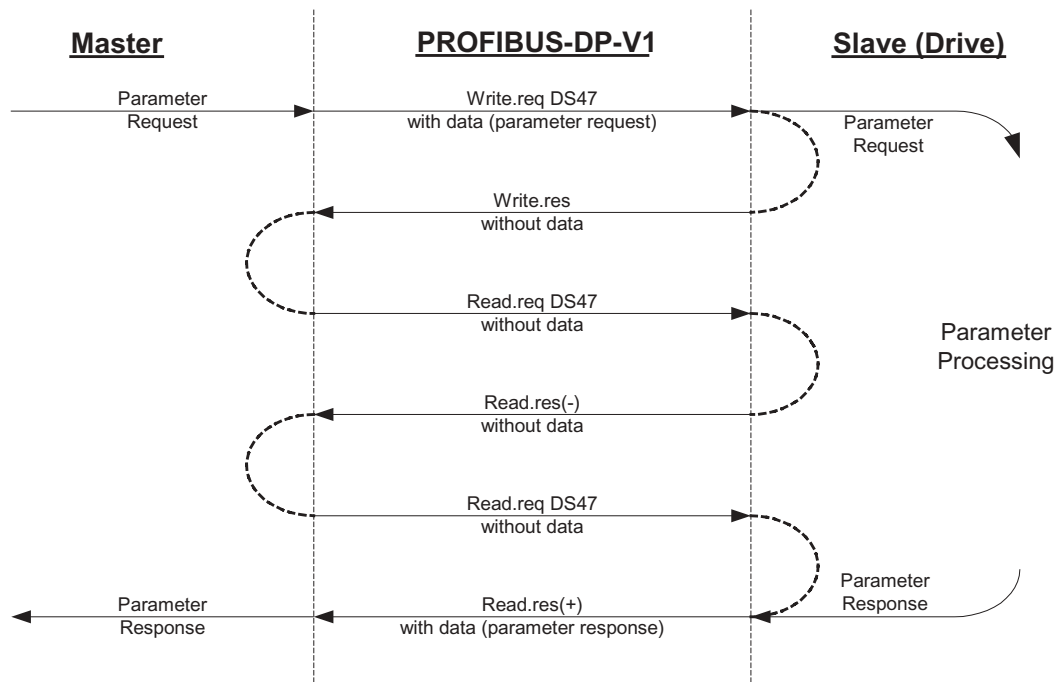 Master
PROFIBUS-DP-V1
Slave (Drive)
Parameter
Request
Write.req DS47
with data (parameter request)
Parameter
Request
Write.res
without data
Read.req DS47
without data
Parameter
Processing
Read.res(-)
without data
Read.req DS47
without data
Parameter
Response
Read.res(+)
with data (parameter response)
Parameter
Response